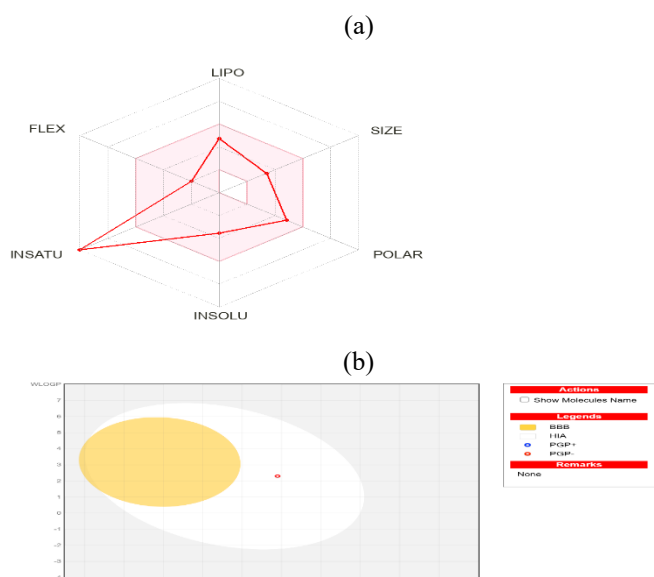 (a)
LIPO
FLEX
SIZE
INSATU
POLAR
INSOLU
(b)
WLOGP
7
6
5
4
3
2
1
0
-1
-2
-3
Actions
Show Molecules Name
Legends
BBB
HIA
PGP+
PGP-
Remarks
None